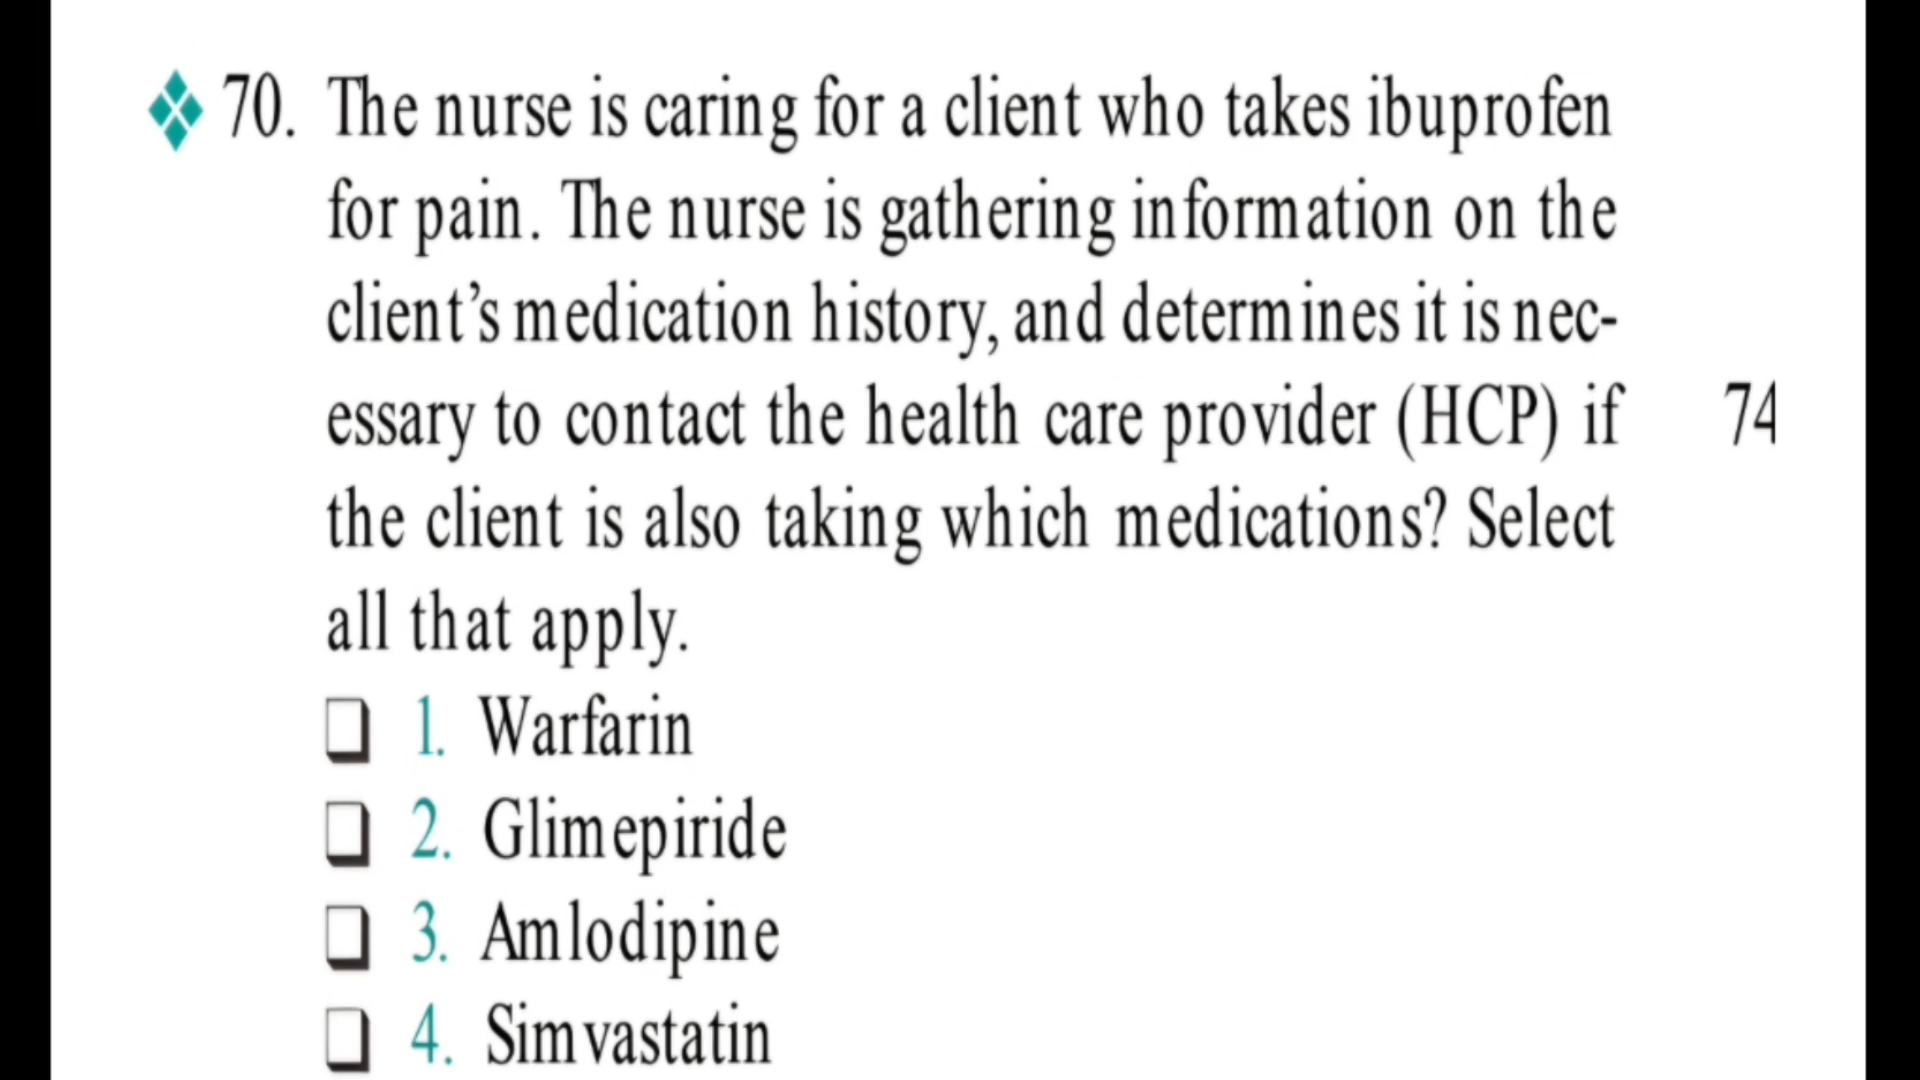 70. The nurse is caring for a client who takes ibuprofen
for pain. The nurse is gathering information on the
client's medication history, and determines it is nec-
essary to contact the health care provider (HCP) if
74
the client is also taking which medications? Select
all that apply.
1. Warfarin
2. Glimepiride
3. Amlodipine
4. Simvastatin